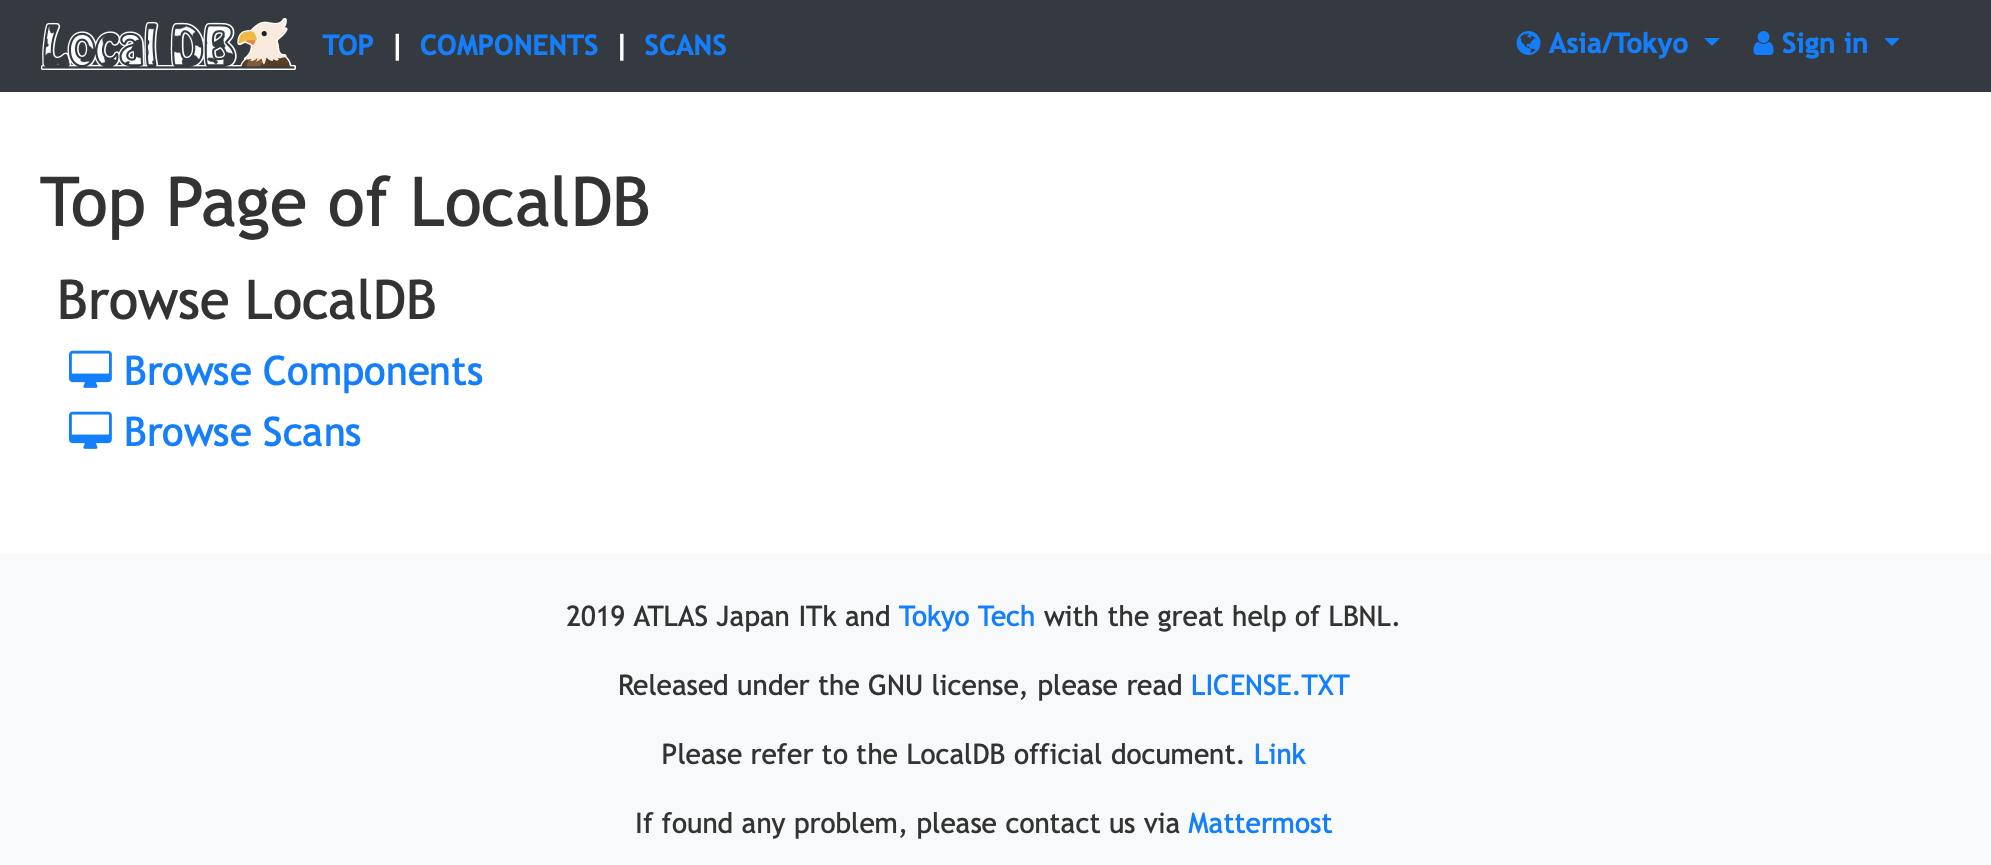 Local DB TOP | COMPONENTS | SCANS Asia/Tokyo Sign in
Top Page of LocalDB
Browse LocalDB
Browse Components
Browse Scans
2019 ATLAS Japan ITk and Tokyo Tech with the great help of LBNL.
Released under the GNU license, please read LICENSE.TXT
Please refer to the LocalDB official document. Link
If found any problem, please contact us via Mattermost